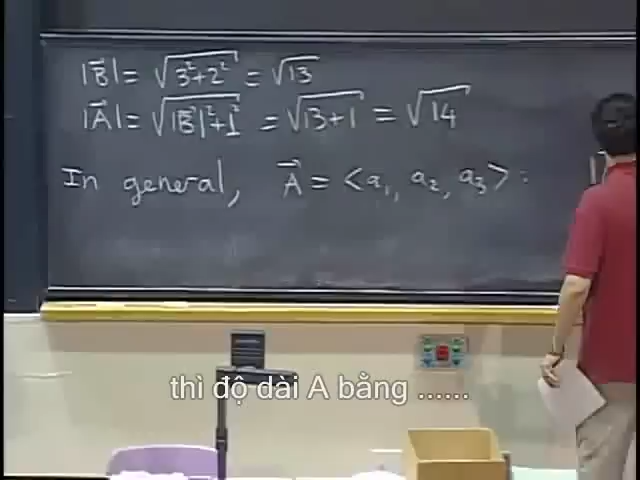 |B⃗| = √(3²+2²) = √13
|A⃗| = √(|B⃗|²+1²) = √(13+1) = √14
In general, A⃗ = <a₁, a₂, a₃> :
thì độ dài A bằng ......